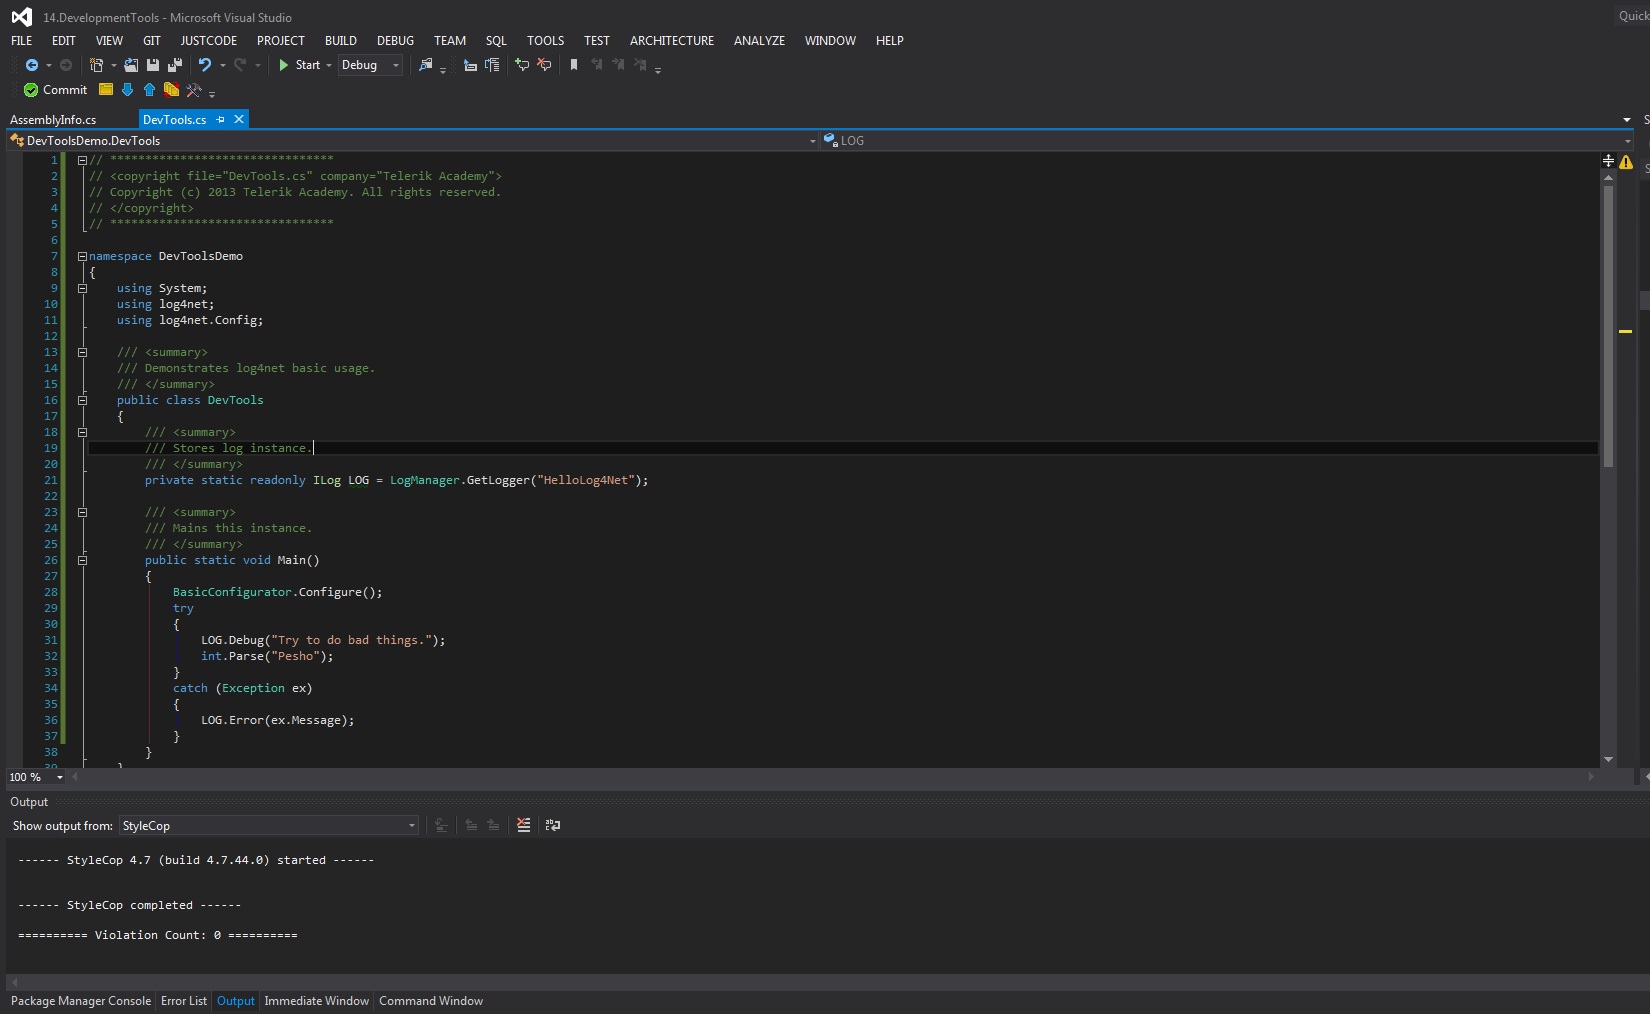 14.DevelopmentTools - Microsoft Visual Studio
Quick
FILE EDIT VIEW GIT JUSTCODE PROJECT BUILD DEBUG TEAM SQL TOOLS TEST ARCHITECTURE ANALYZE WINDOW HELP
Start Debug
Commit
AssemblyInfo.cs DevTools.cs
DevToolsDemo.DevTools LOG
1 // ********************************
2 // <copyright file="DevTools.cs" company="Telerik Academy">
3 // Copyright (c) 2013 Telerik Academy. All rights reserved.
4 // </copyright>
5 // ********************************
6
7 namespace DevToolsDemo
8 {
9 using System;
10 using log4net;
11 using log4net.Config;
12
13 /// <summary>
14 /// Demonstrates log4net basic usage.
15 /// </summary>
16 public class DevTools
17 {
18 /// <summary>
19 /// Stores log instance.
20 /// </summary>
21 private static readonly ILog LOG = LogManager.GetLogger("HelloLog4Net");
22
23 /// <summary>
24 /// Mains this instance.
25 /// </summary>
26 public static void Main()
27 {
28 BasicConfigurator.Configure();
29 try
30 {
31 LOG.Debug("Try to do bad things.");
32 int.Parse("Pesho");
33 }
34 catch (Exception ex)
35 {
36 LOG.Error(ex.Message);
37 }
38 }
39 }
100 %
Output
Show output from: StyleCop
------ StyleCop 4.7 (build 4.7.44.0) started ------
------ StyleCop completed ------
========== Violation Count: 0 ==========
Package Manager Console Error List Output Immediate Window Command Window